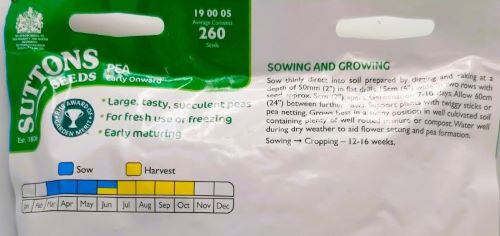 19 00 05
Average Contents
260
Seeds
SUTTONS
SEEDS
Est. 1806
PEA
Early Onward
AWARD OF
GARDEN MERIT
• Large, tasty, succulent peas
• For fresh use or freezing
• Early maturing
Sow Harvest
Jan Feb Mar Apr May Jun Jul Aug Sep Oct Nov Dec
SOWING AND GROWING
Sow thinly direct into soil prepared by digging and raking at a
depth of 50mm (2") in flat drills, 15cm (6") wide, two rows with
seed approx. 5cm (2") apart. Germination 7-16 days. Allow 60cm
(24") between further rows. Support plants with twiggy sticks or
pea netting. Grows best in a sunny position in well cultivated soil
containing plenty of well rotted manure or compost. Water well
during dry weather to aid flower setting and pea formation.
Sowing → Cropping – 12-16 weeks.